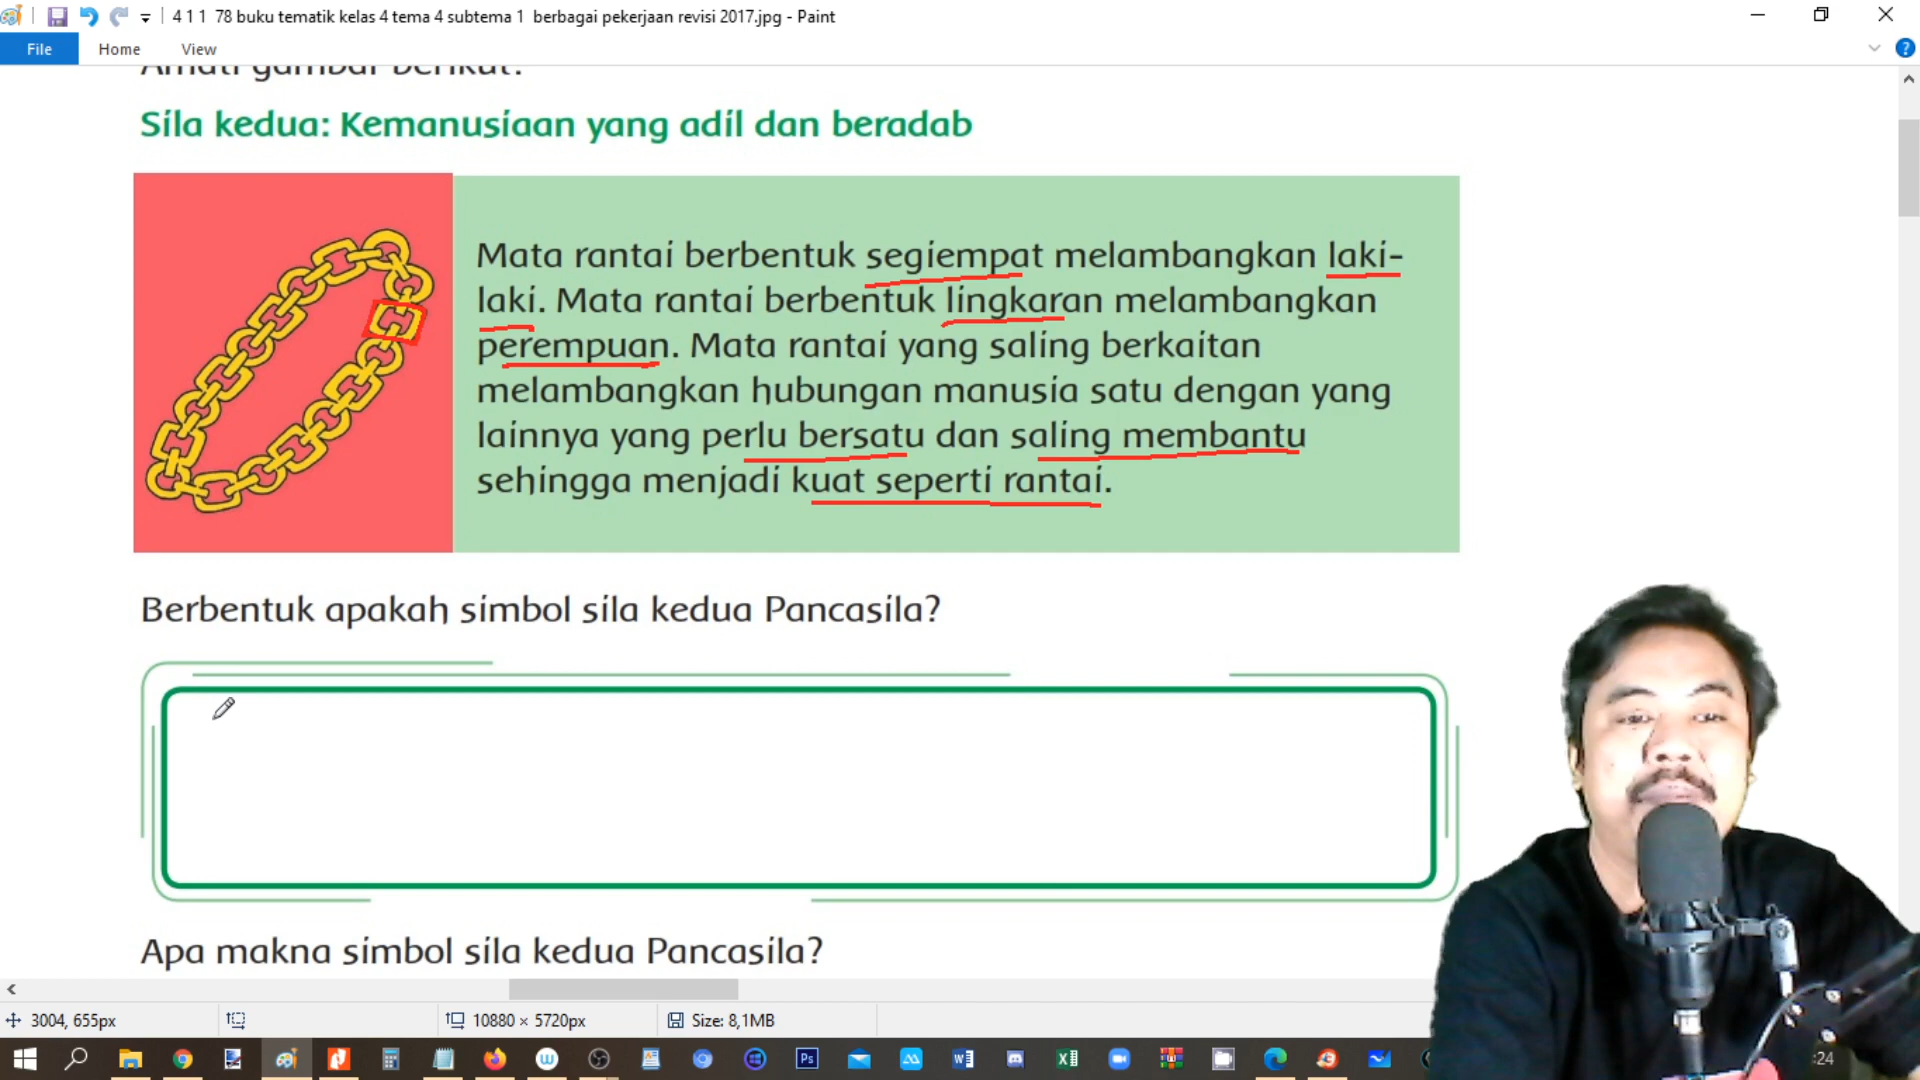 4 1 1  78 buku tematik kelas 4 tema 4 subtema 1  berbagai pekerjaan revisi 2017.jpg - Paint
File Home View
Amati gambar berikut!
Sila kedua: Kemanusiaan yang adil dan beradab
Mata rantai berbentuk segiempat melambangkan laki-
laki. Mata rantai berbentuk lingkaran melambangkan
perempuan. Mata rantai yang saling berkaitan
melambangkan hubungan manusia satu dengan yang
lainnya yang perlu bersatu dan saling membantu
sehingga menjadi kuat seperti rantai.
Berbentuk apakah simbol sila kedua Pancasila?
Apa makna simbol sila kedua Pancasila?
3004, 655px 10880 × 5720px Size: 8,1MB
:24